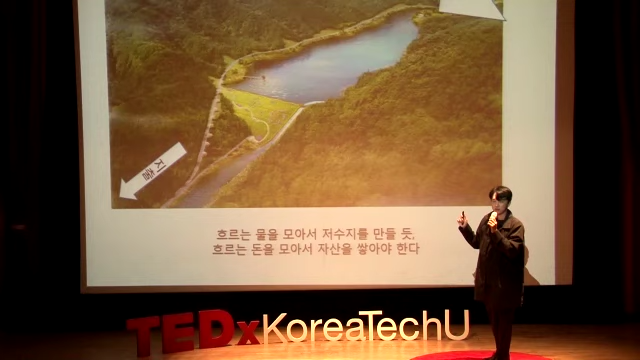 지출
흐르는 물을 모아서 저수지를 만들 듯,
흐르는 돈을 모아서 자산을 쌓아야 한다
TEDxKoreaTechU